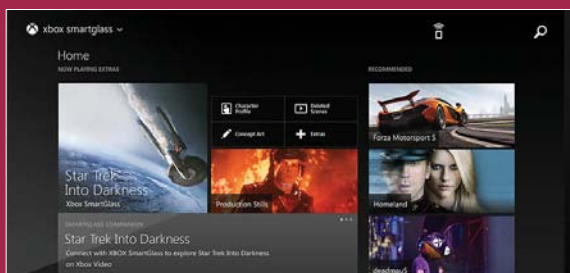 xbox smartglass
Home
NOW PLAYING EXTRAS
RECOMMENDED
Character
Profile
Deleted
Scenes
Concept Art
Extras
Star Trek
Into Darkness
Xbox SmartGlass
Production Stills
Forza Motorsport 5
Homeland
SMARTGLASS COMPANION
Star Trek Into Darkness
Connect with XBOX SmartGlass to explore Star Trek Into Darkness
on Xbox Video
deadmau5